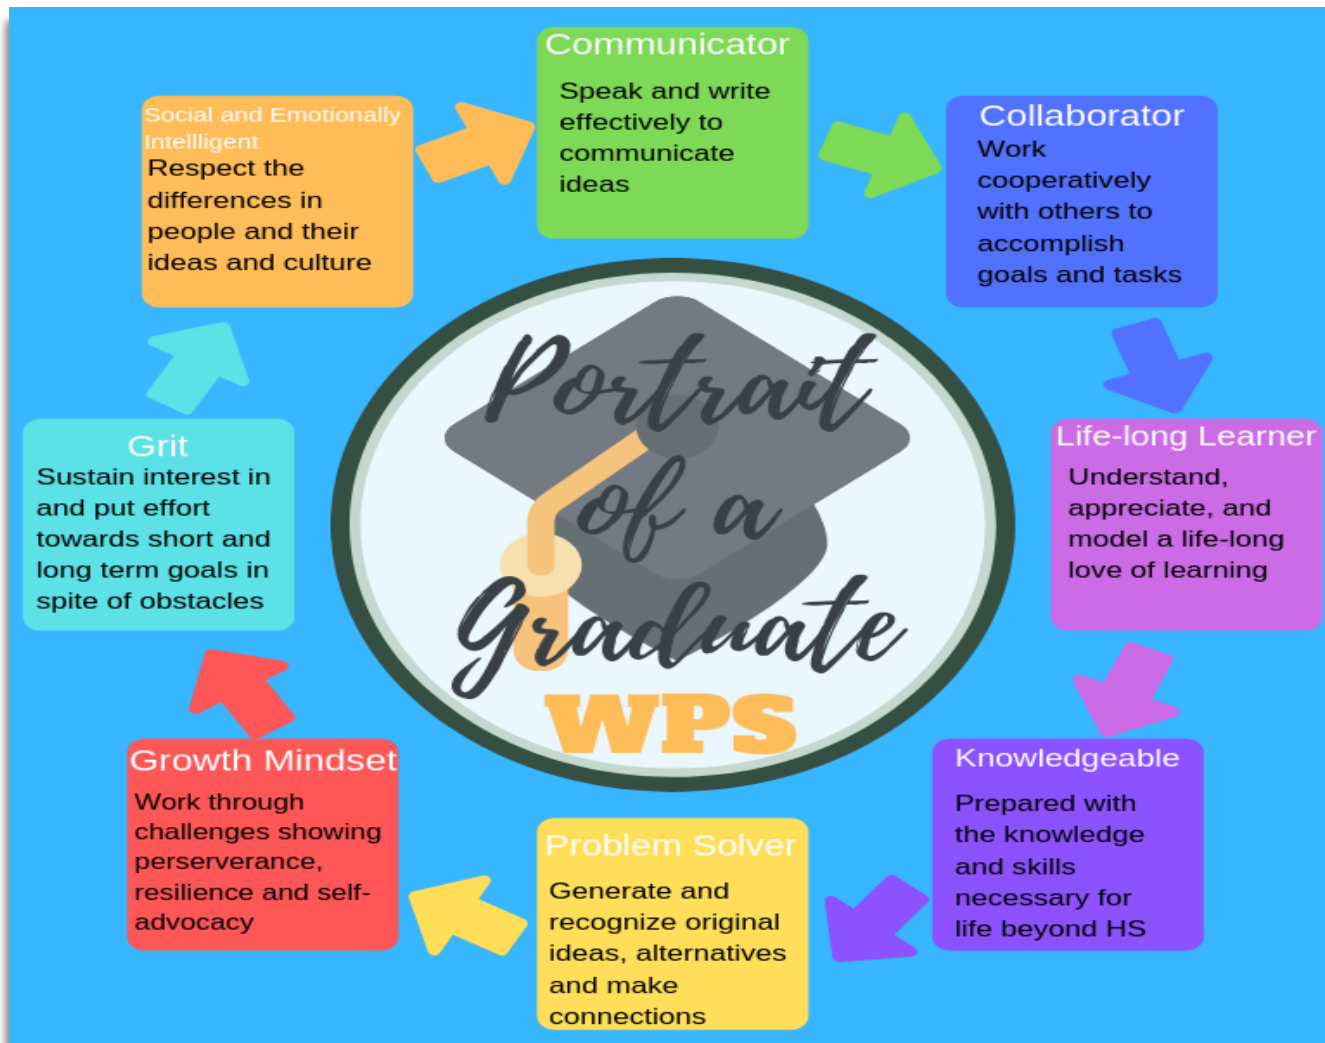 Communicator
Speak and write
effectively to
communicate
ideas
Collaborator
Work
cooperatively
with others to
accomplish
goals and tasks
Life-long Learner
Understand,
appreciate, and
model a life-long
love of learning
Knowledgeable
Prepared with
the knowledge
and skills
necessary for
life beyond HS
Problem Solver
Generate and
recognize original
ideas, alternatives
and make
connections
Growth Mindset
Work through
challenges showing
perserverance,
resilience and self-
advocacy
Grit
Sustain interest in
and put effort
towards short and
long term goals in
spite of obstacles
Social and Emotionally
Intellligent
Respect the
differences in
people and their
ideas and culture
Portrait
of a
Graduate
WPS